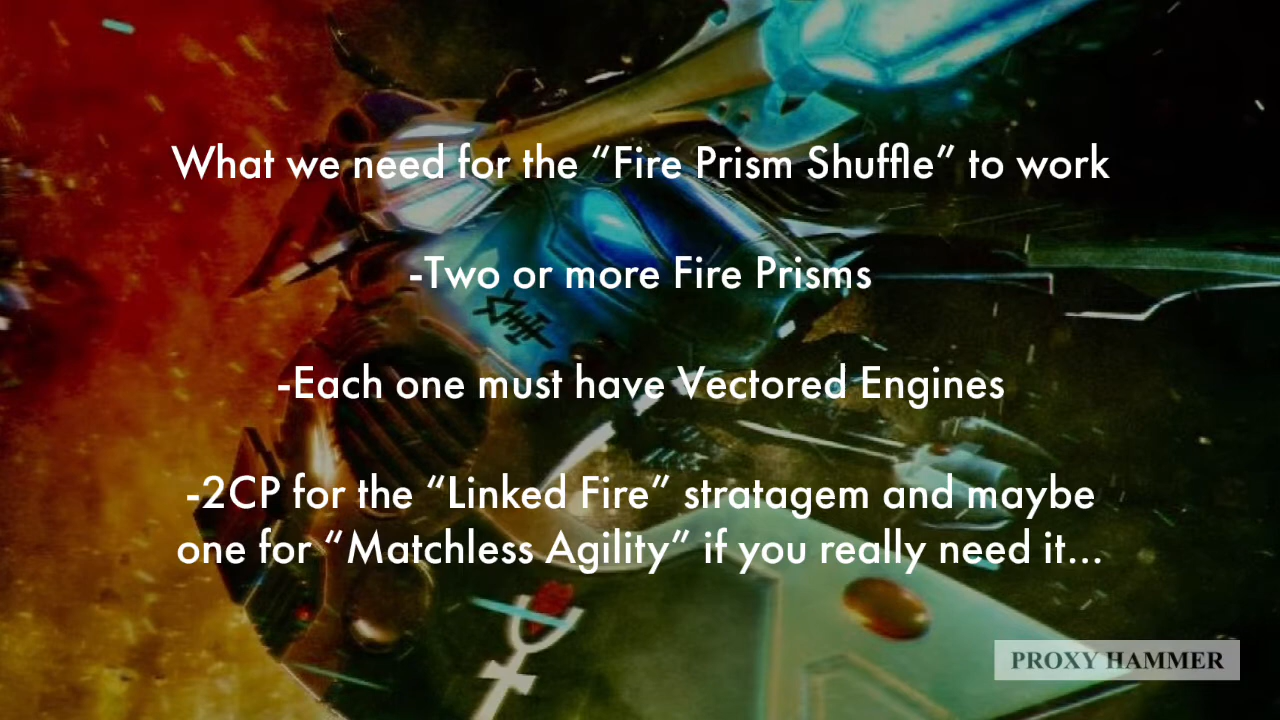 What we need for the “Fire Prism Shuffle” to work
-Two or more Fire Prisms
-Each one must have Vectored Engines
-2CP for the “Linked Fire” stratagem and maybe
one for “Matchless Agility” if you really need it...
PROXY HAMMER